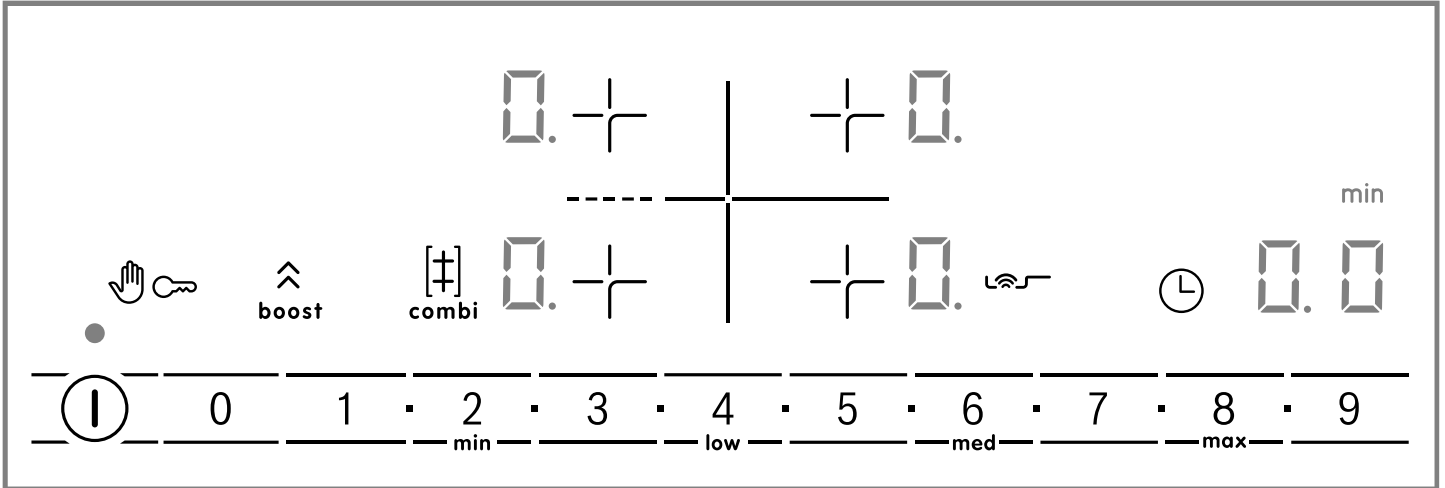 0. 0.
min
0. 0. 0.0
boost combi
0 1 · 2 · 3 · 4 · 5 · 6 · 7 · 8 · 9
min low med max